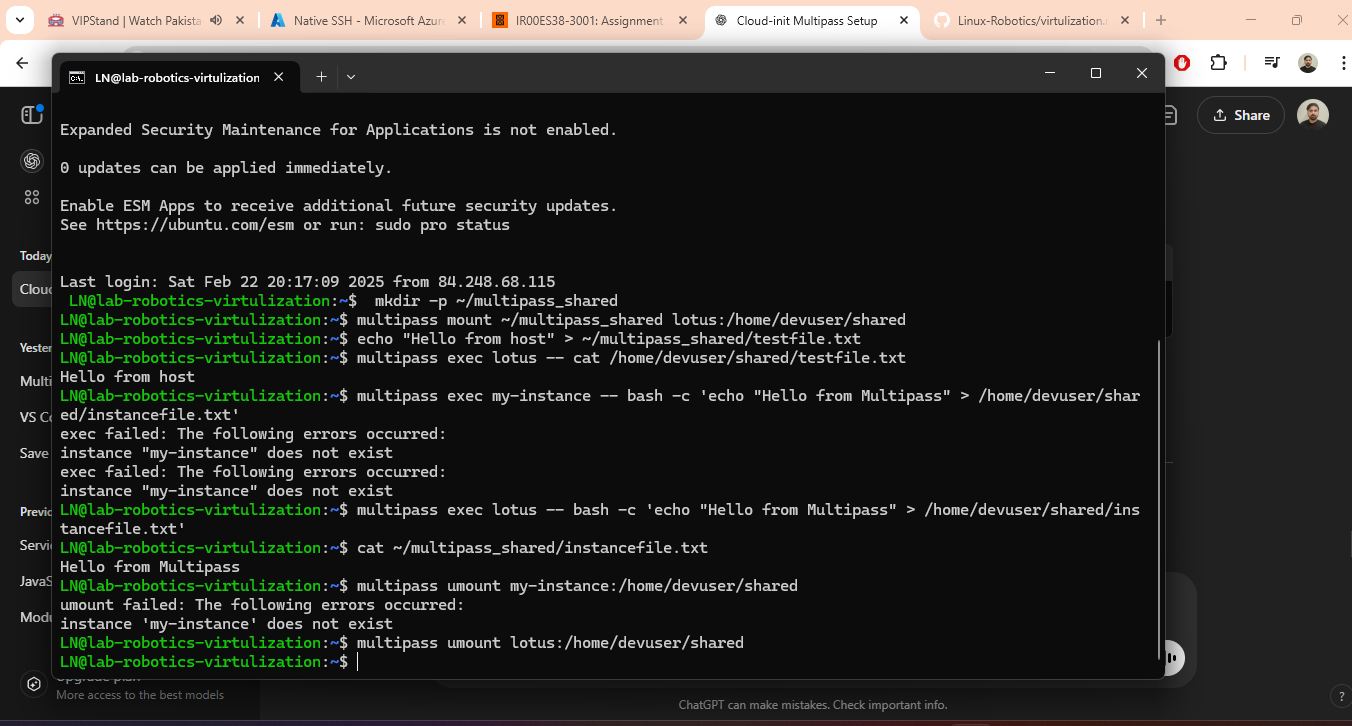 VIPStand | Watch Pakista
Native SSH - Microsoft Azur
IR00ES38-3001: Assignment
Cloud-init Multipass Setup
Linux-Robotics/virtulization.
LN@lab-robotics-virtulization
Share
Expanded Security Maintenance for Applications is not enabled.
0 updates can be applied immediately.
Enable ESM Apps to receive additional future security updates.
See https://ubuntu.com/esm or run: sudo pro status
Last login: Sat Feb 22 20:17:09 2025 from 84.248.68.115
LN@lab-robotics-virtulization:~$  mkdir -p ~/multipass_shared
LN@lab-robotics-virtulization:~$ multipass mount ~/multipass_shared lotus:/home/devuser/shared
LN@lab-robotics-virtulization:~$ echo "Hello from host" > ~/multipass_shared/testfile.txt
LN@lab-robotics-virtulization:~$ multipass exec lotus -- cat /home/devuser/shared/testfile.txt
Hello from host
LN@lab-robotics-virtulization:~$ multipass exec my-instance -- bash -c 'echo "Hello from Multipass" > /home/devuser/shar
ed/instancefile.txt'
exec failed: The following errors occurred:
instance "my-instance" does not exist
exec failed: The following errors occurred:
instance "my-instance" does not exist
LN@lab-robotics-virtulization:~$ multipass exec lotus -- bash -c 'echo "Hello from Multipass" > /home/devuser/shared/ins
tancefile.txt'
LN@lab-robotics-virtulization:~$ cat ~/multipass_shared/instancefile.txt
Hello from Multipass
LN@lab-robotics-virtulization:~$ multipass umount my-instance:/home/devuser/shared
umount failed: The following errors occurred:
instance 'my-instance' does not exist
LN@lab-robotics-virtulization:~$ multipass umount lotus:/home/devuser/shared
LN@lab-robotics-virtulization:~$
Today
Clou
Yester
Multi
VS Co
Save
Previo
Servi
JavaS
Modu
Upgrade plan
More access to the best models
ChatGPT can make mistakes. Check important info.
?